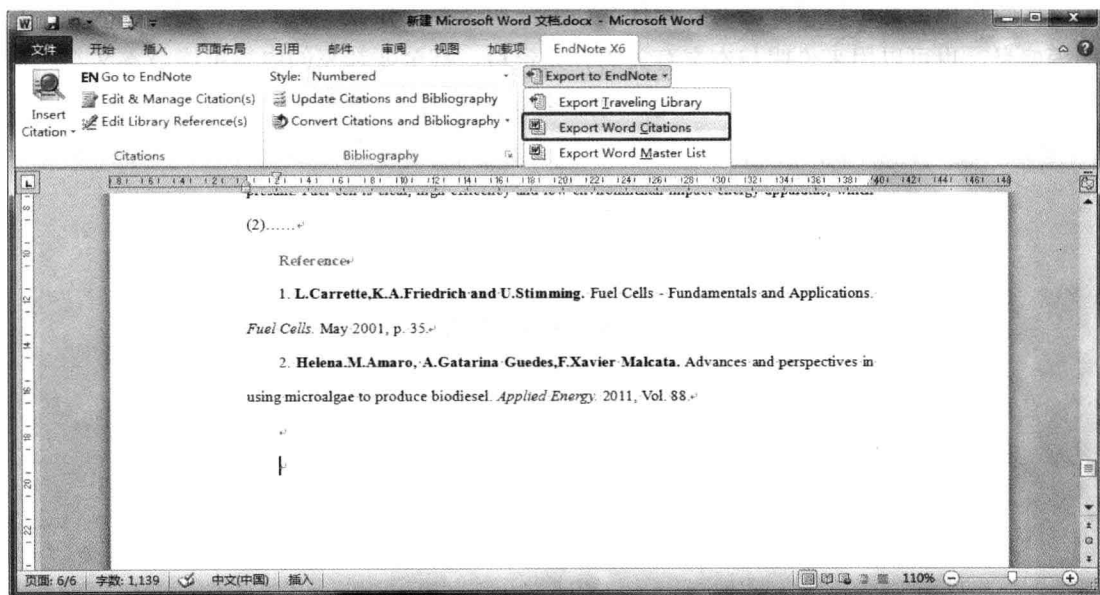 新建 Microsoft Word 文档.docx - Microsoft Word
文件 开始 插入 页面布局 引用 邮件 审阅 视图 加载项 EndNote X6
EN Go to EndNote Style: Numbered Export to EndNote
Edit & Manage Citation(s) Update Citations and Bibliography Export Traveling Library
Insert Citation Edit Library Reference(s) Convert Citations and Bibliography Export Word Citations
Citations Bibliography Export Word Master List
(2)......
Reference
1. L.Carrette,K.A.Friedrich and U.Stimming. Fuel Cells - Fundamentals and Applications.
Fuel Cells. May 2001, p. 35.
2. Helena.M.Amaro, A.Gatarina Guedes,F.Xavier Malcata. Advances and perspectives in
using microalgae to produce biodiesel. Applied Energy. 2011, Vol. 88.
页面: 6/6 字数: 1,139 中文(中国) 插入 110%